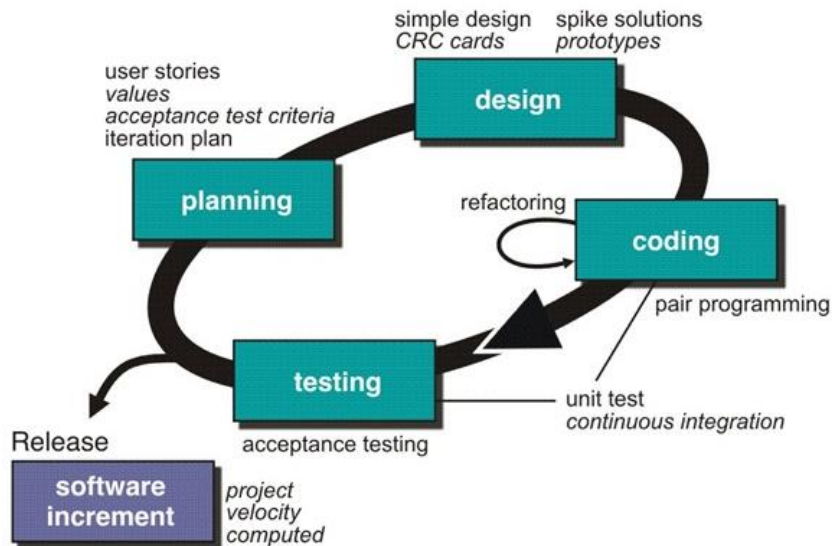 simple design
CRC cards
spike solutions
prototypes
user stories
values
acceptance test criteria
iteration plan
design
planning
refactoring
coding
pair programming
testing
unit test
continuous integration
acceptance testing
Release
software
increment
project
velocity
computed